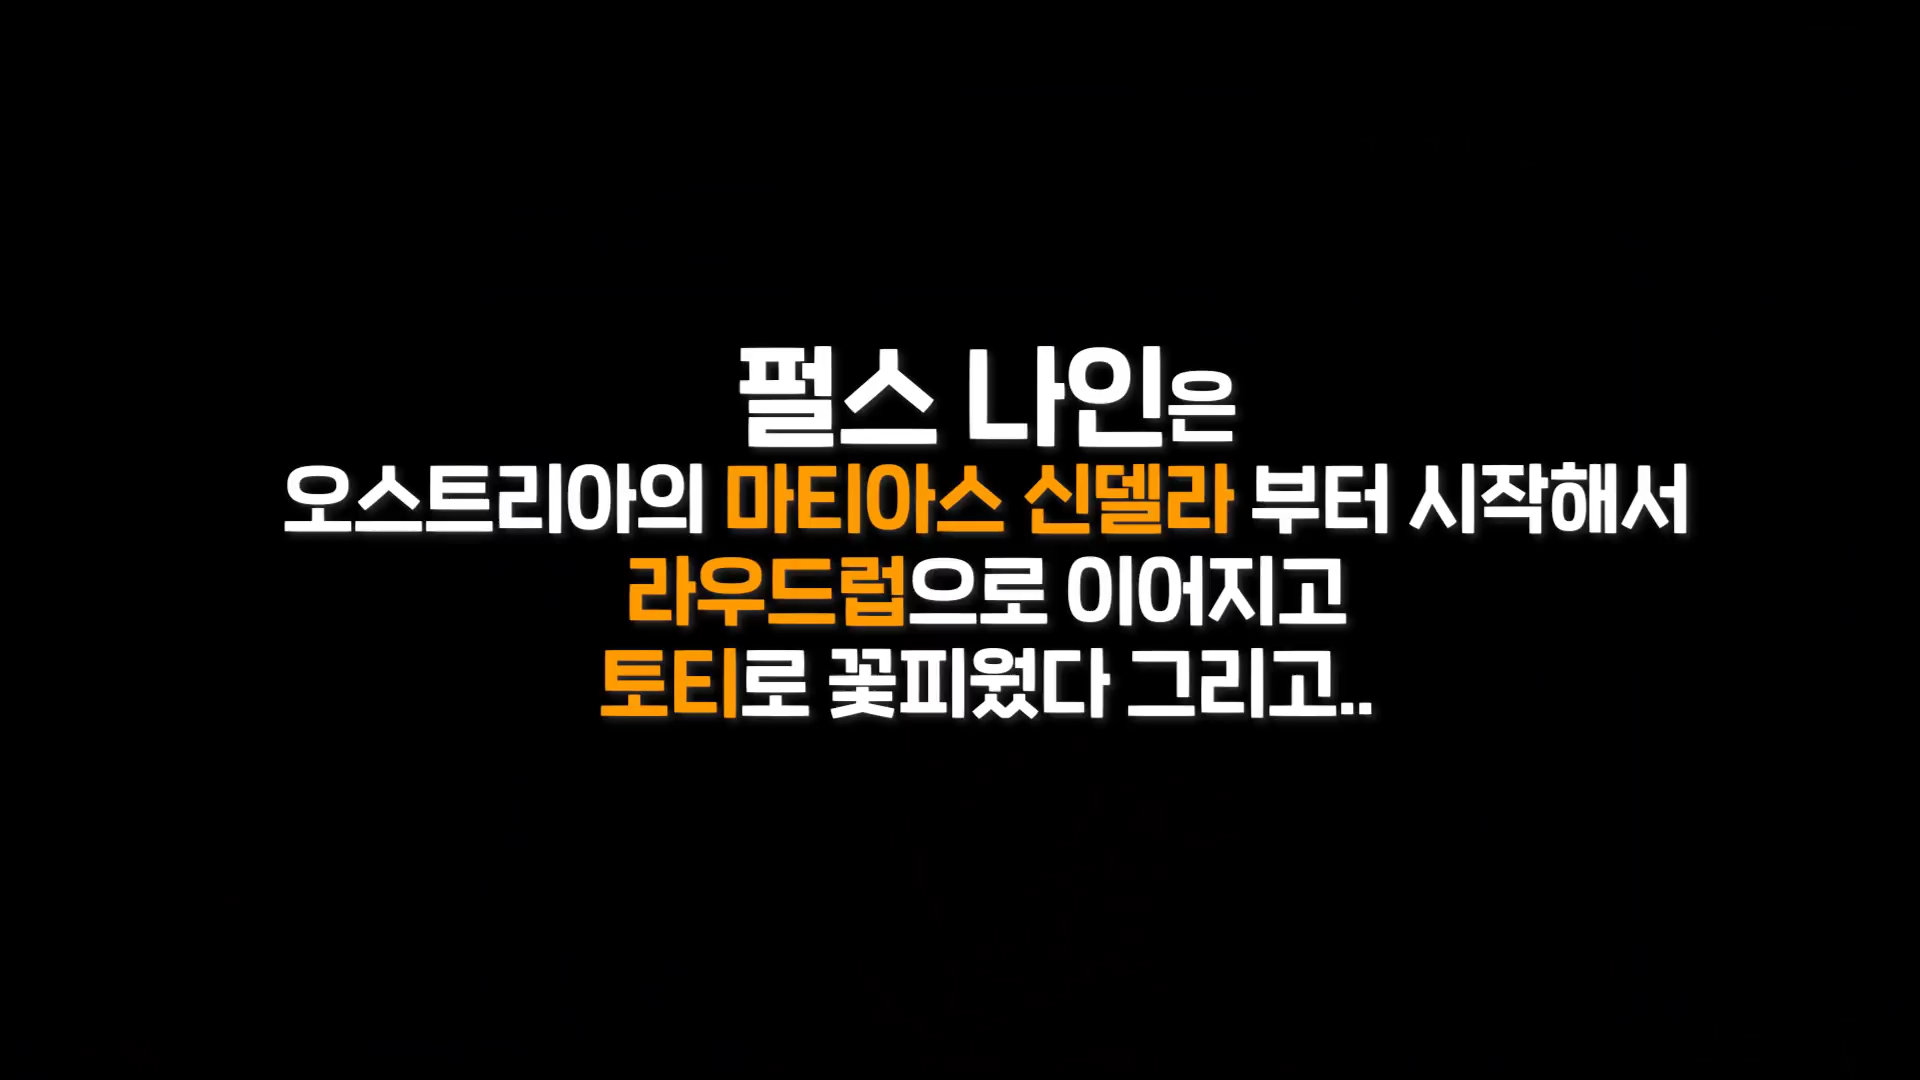 펄스 나인은
오스트리아의 마티아스 신델라 부터 시작해서
라우드럽으로 이어지고
토티로 꽃피웠다 그리고..